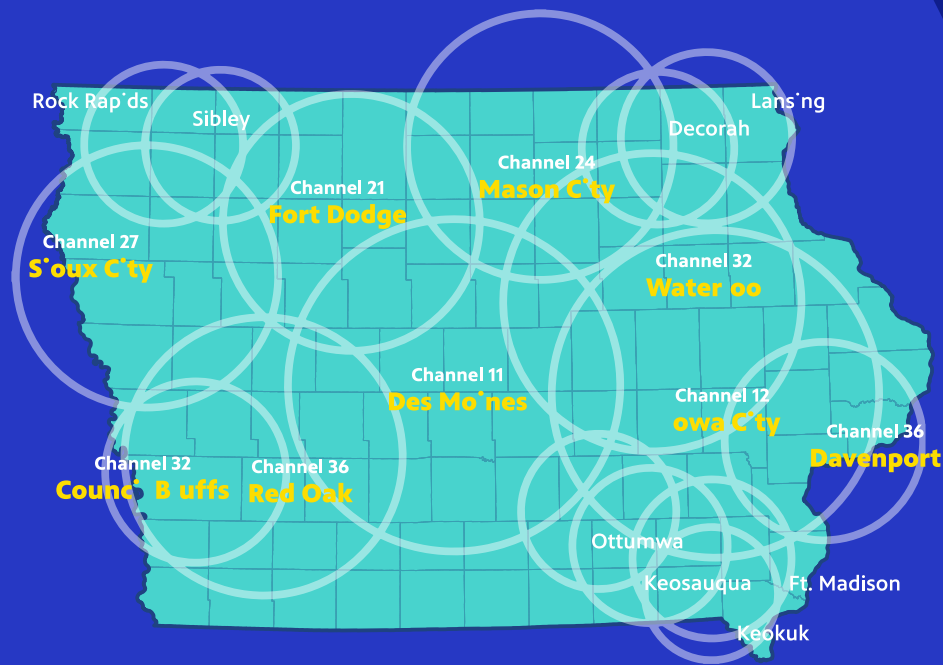 Rock Rap˙ds
Sibley
Lans˙ng
Decorah
Channel 24
Mason C˙ty
Channel 21
Fort Dodge
Channel 27
S˙oux C˙ty
Channel 32
Water oo
Channel 11
Des Mo˙nes
Channel 12
owa C˙ty
Channel 36
Davenport
Channel 32
Counc˙ B uffs
Channel 36
Red Oak
Ottumwa
Keosauqua
Ft. Madison
Keokuk